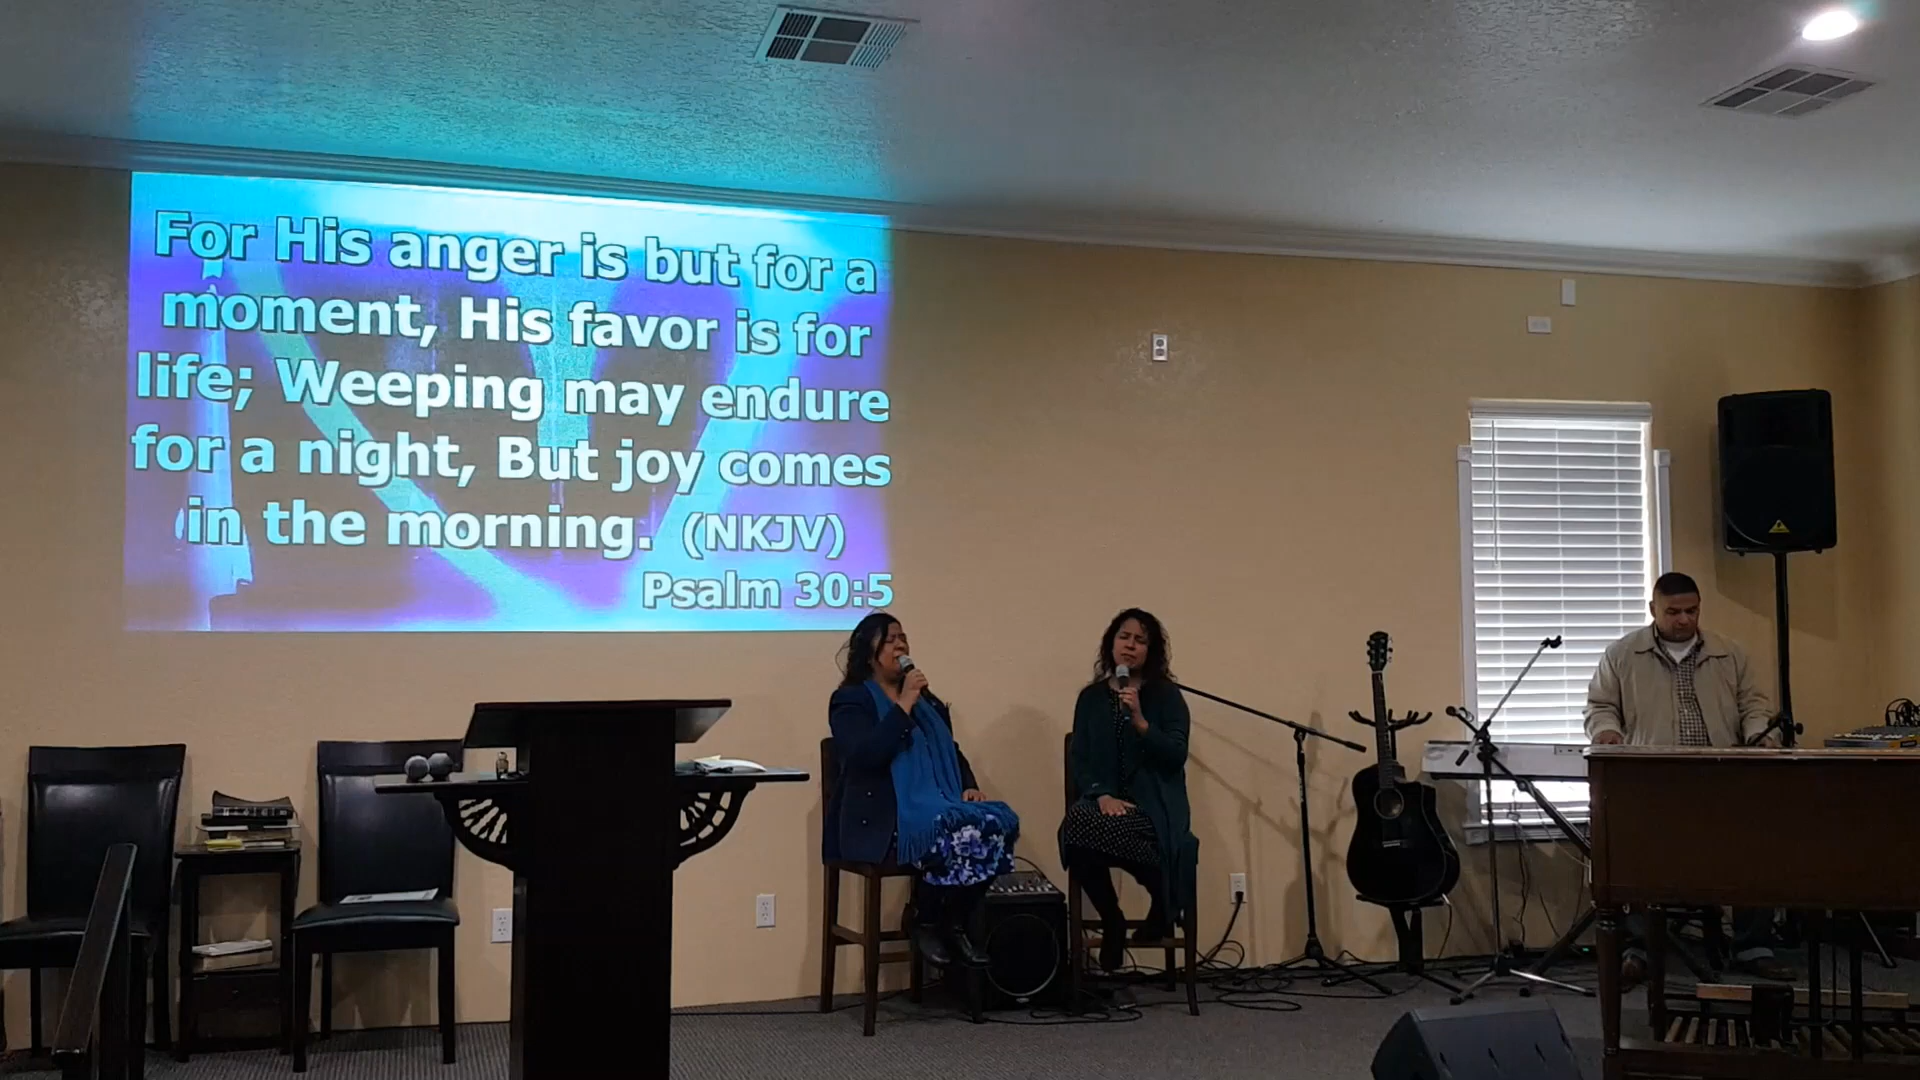 For His anger is but for a
moment, His favor is for
life; Weeping may endure
for a night, But joy comes
in the morning. (NKJV)
Psalm 30:5